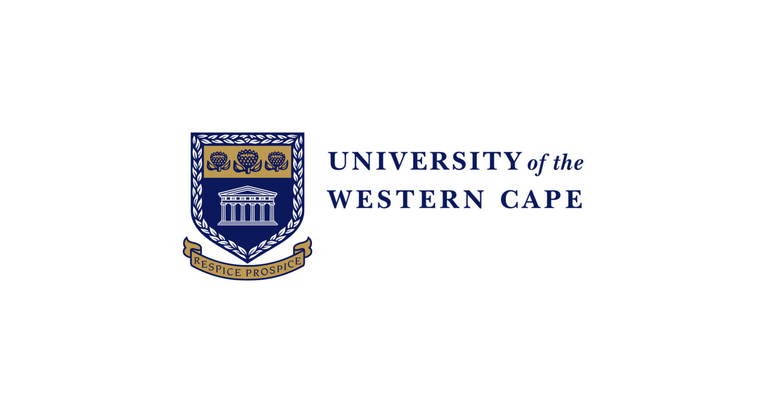 UNIVERSITY of the
WESTERN CAPE
RESPICE PROSPICE